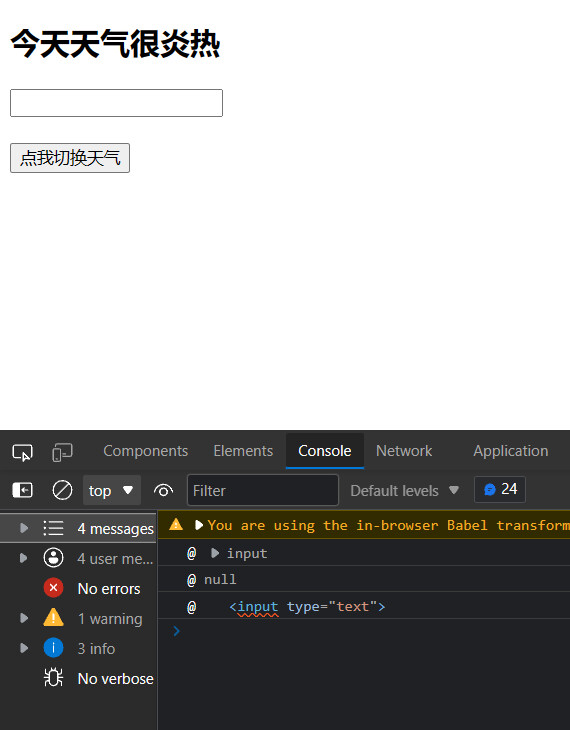 今天天气很炎热
点我切换天气
Components Elements Console Network Application
top Filter Default levels 24
4 messages
4 user me...
No errors
1 warning
3 info
No verbose
You are using the in-browser Babel transform
@ input
@ null
@ <input type="text">